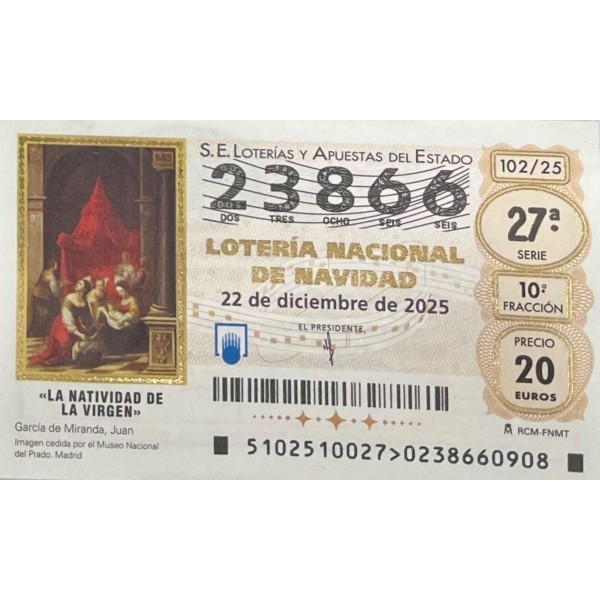 S.E. LOTERÍAS Y APUESTAS DEL ESTADO
23866
DOS TRES OCHO SEIS SEIS
LOTERÍA NACIONAL
DE NAVIDAD
22 de diciembre de 2025
EL PRESIDENTE,
102/25
27ª
SERIE
10ª
FRACCIÓN
PRECIO
20
EUROS
M RCM-FNMT
«LA NATIVIDAD DE
LA VIRGEN»
García de Miranda, Juan
Imagen cedida por el Museo Nacional
del Prado. Madrid
5102510027>0238660908